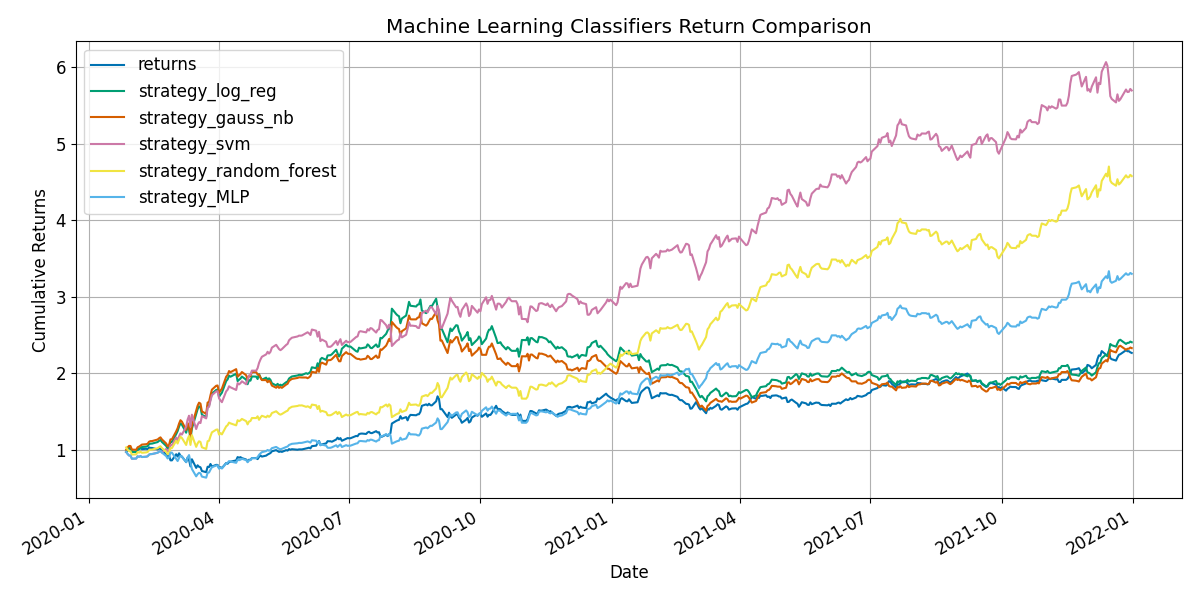 Machine Learning Classifiers Return Comparison
returns
strategy_log_reg
strategy_gauss_nb
strategy_svm
strategy_random_forest
strategy_MLP
Cumulative Returns
6
5
4
3
2
1
2020-01
2020-04
2020-07
2020-10
2021-01
2021-04
2021-07
2021-10
2022-01
Date